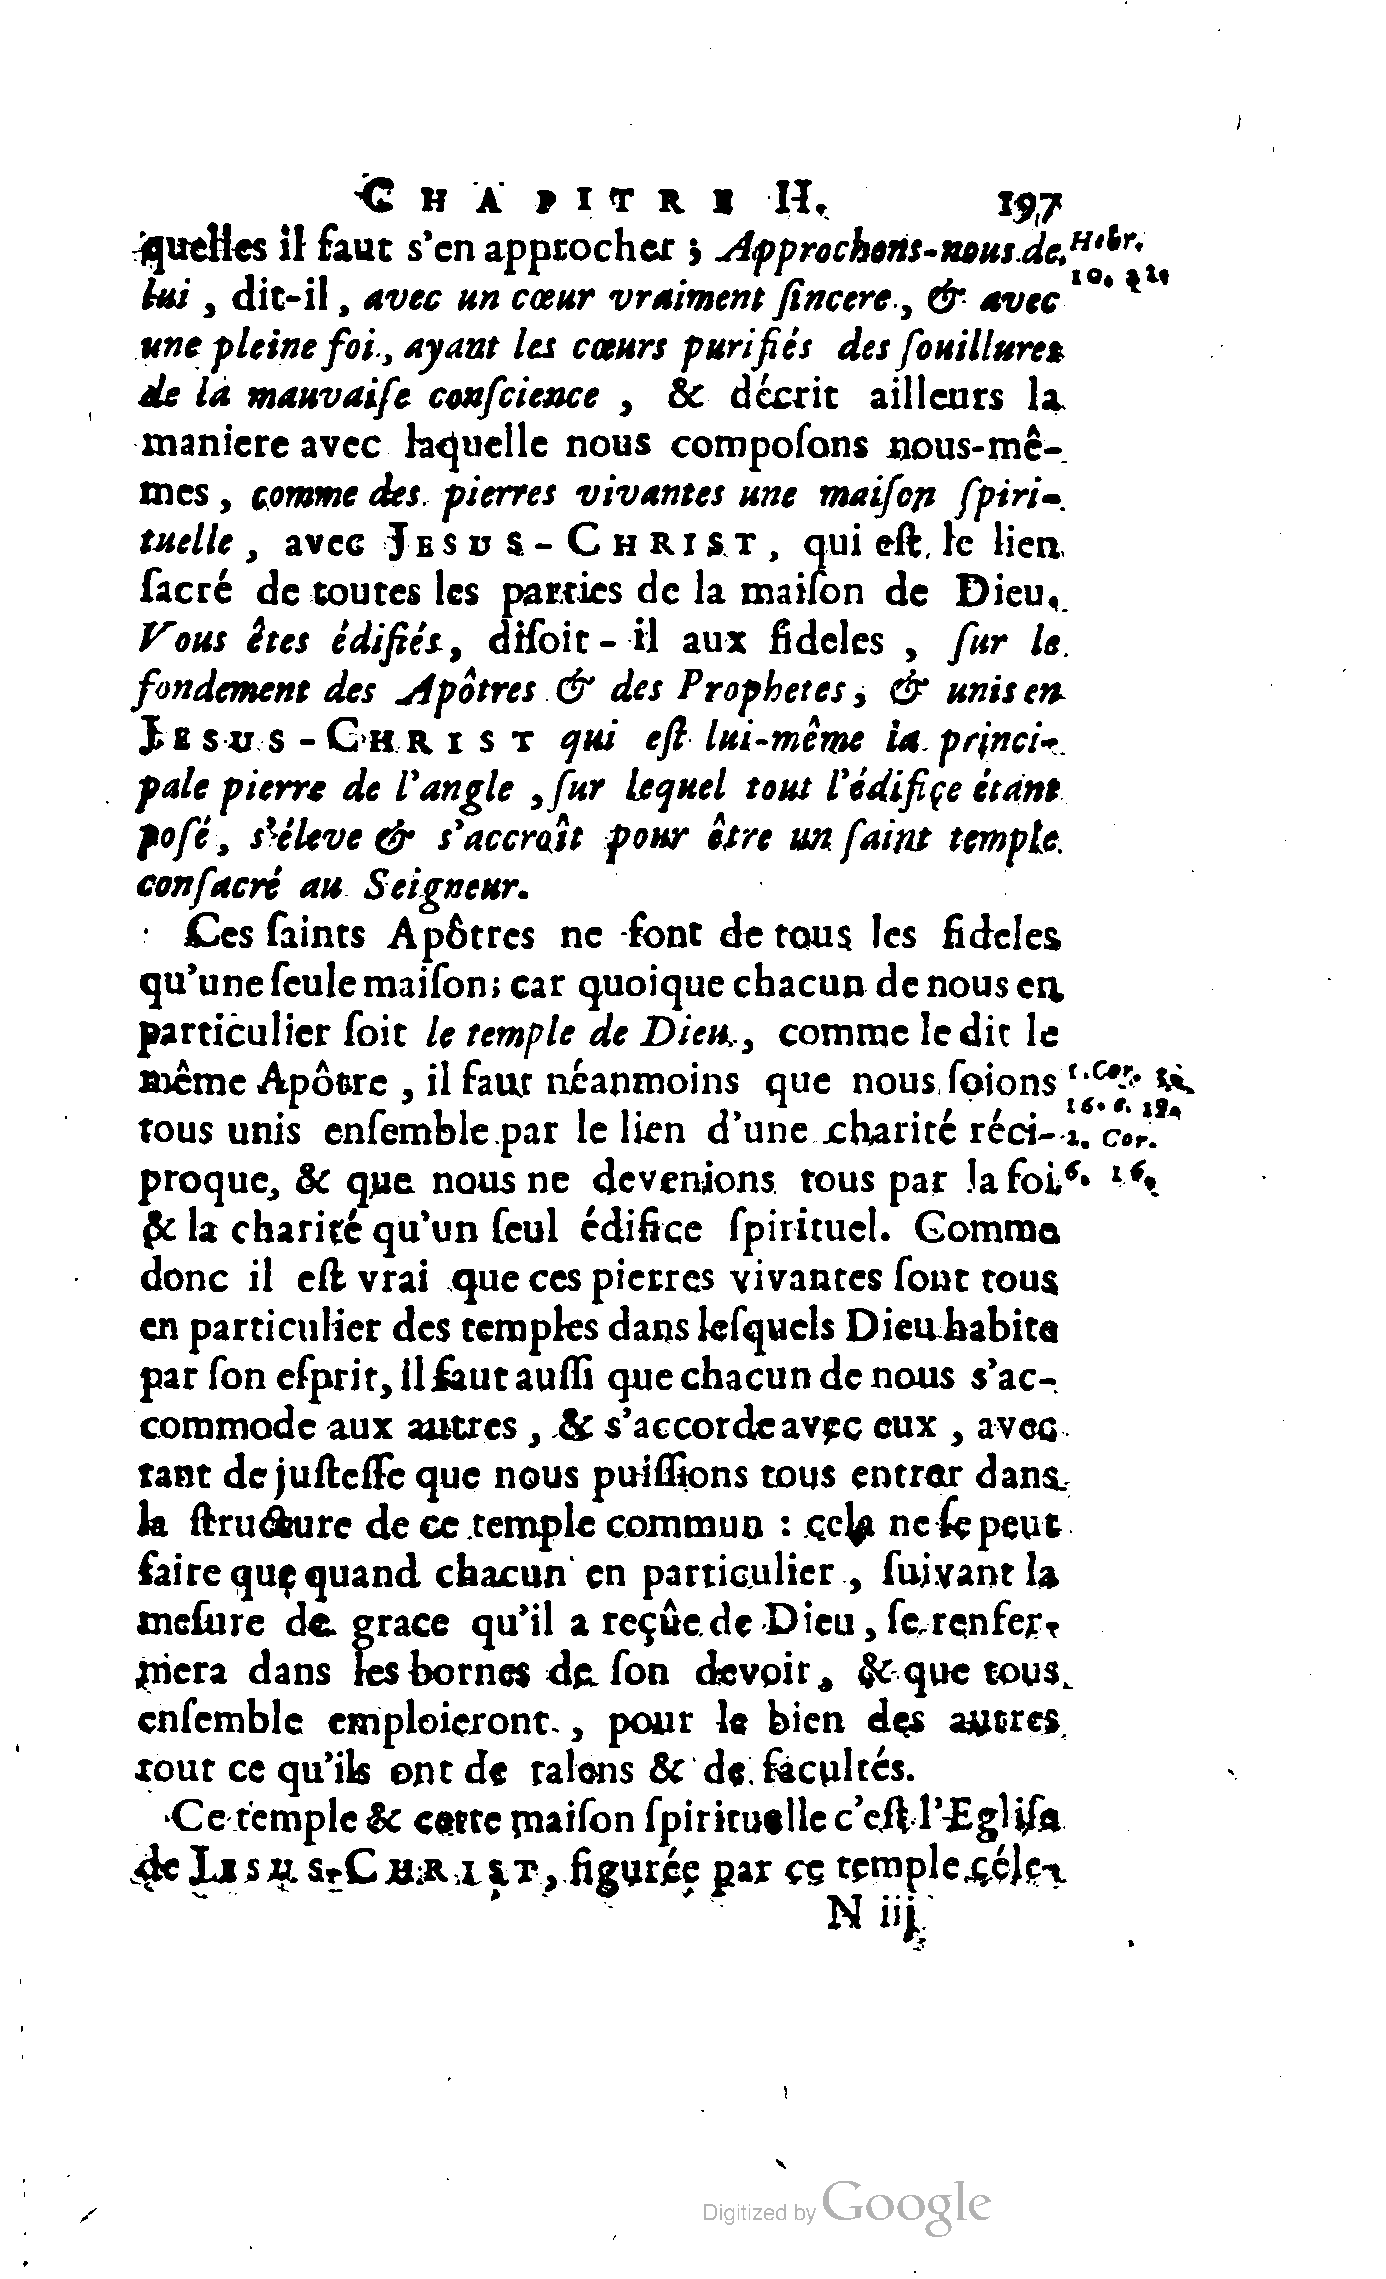 CHAPITRE II. 197
quelles il faut s'en approcher ; Approchons-nous de Hebr.
lui , dit-il , avec un cœur vraiment ſincere , & avec 10. 22.
une pleine foi , ayant les cœurs purifiés des ſouillures
de la mauvaiſe conſcience , & décrit ailleurs la
maniere avec laquelle nous compoſons nous-mê-
mes , comme des pierres vivantes une maiſon ſpiri-
tuelle , avec JESUS-CHRIST, qui eſt le lien
ſacré de toutes les parties de la maiſon de Dieu.
Vous êtes édifiés , diſoit-il aux fideles , ſur le
fondement des Apôtres & des Prophetes , & unis en
JESUS-CHRIST qui eſt lui-même la princi-
pale pierre de l'angle , ſur lequel tout l'édifiçe étant
poſé , s'éleve & s'accroît pour être un ſaint temple
conſacré au Seigneur.
Ces ſaints Apôtres ne font de tous les fideles
qu'une ſeule maiſon; car quoique chacun de nous en
particulier ſoit le temple de Dieu , comme le dit le
même Apôtre , il faut néanmoins que nous ſoions 1. Cor.
tous unis enſemble par le lien d'une charité réci- 2. Cor.
proque, & que nous ne devenions tous par la foi 6. 16.
& la charité qu'un ſeul édifice ſpirituel. Comme
donc il eſt vrai que ces pierres vivantes ſont tous
en particulier des temples dans leſquels Dieu habite
par ſon eſprit, il faut auſſi que chacun de nous s'ac-
commode aux autres , & s'accorde avec eux , avec
tant de juſteſſe que nous puiſſions tous entrer dans
la ſtructure de ce temple commun : cela ne ſe peut
faire que quand chacun en particulier , ſuivant la
meſure de grace qu'il a reçûe de Dieu , ſe renfer-
mera dans les bornes de ſon devoir , & que tous
enſemble emploieront , pour le bien des autres
tout ce qu'ils ont de talens & de facultés.
Ce temple & cette maiſon ſpirituelle c'eſt l'Egliſe
de JESUS-CHRIST , figurée par ce temple céle-
N iij
Digitized by Google